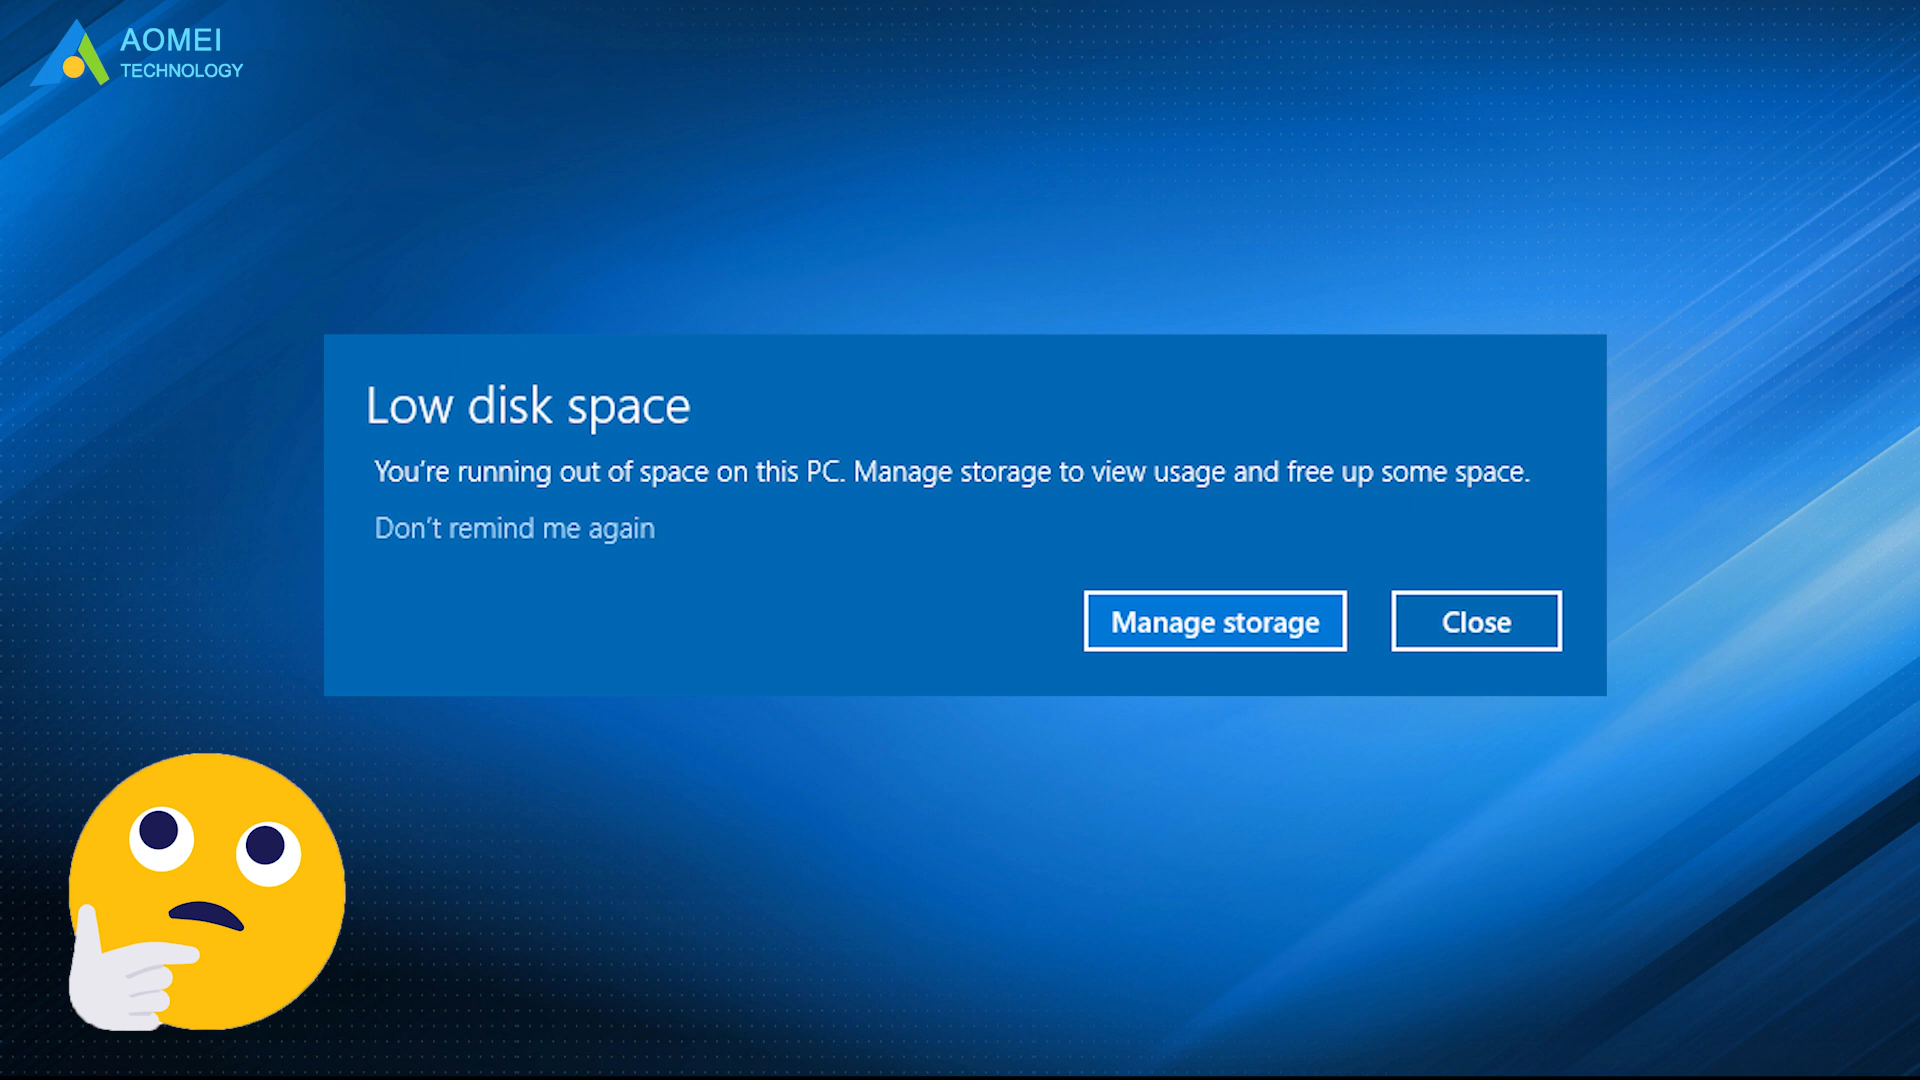 AOMEI
TECHNOLOGY
Low disk space
You’re running out of space on this PC. Manage storage to view usage and free up some space.
Don’t remind me again
Manage storage
Close